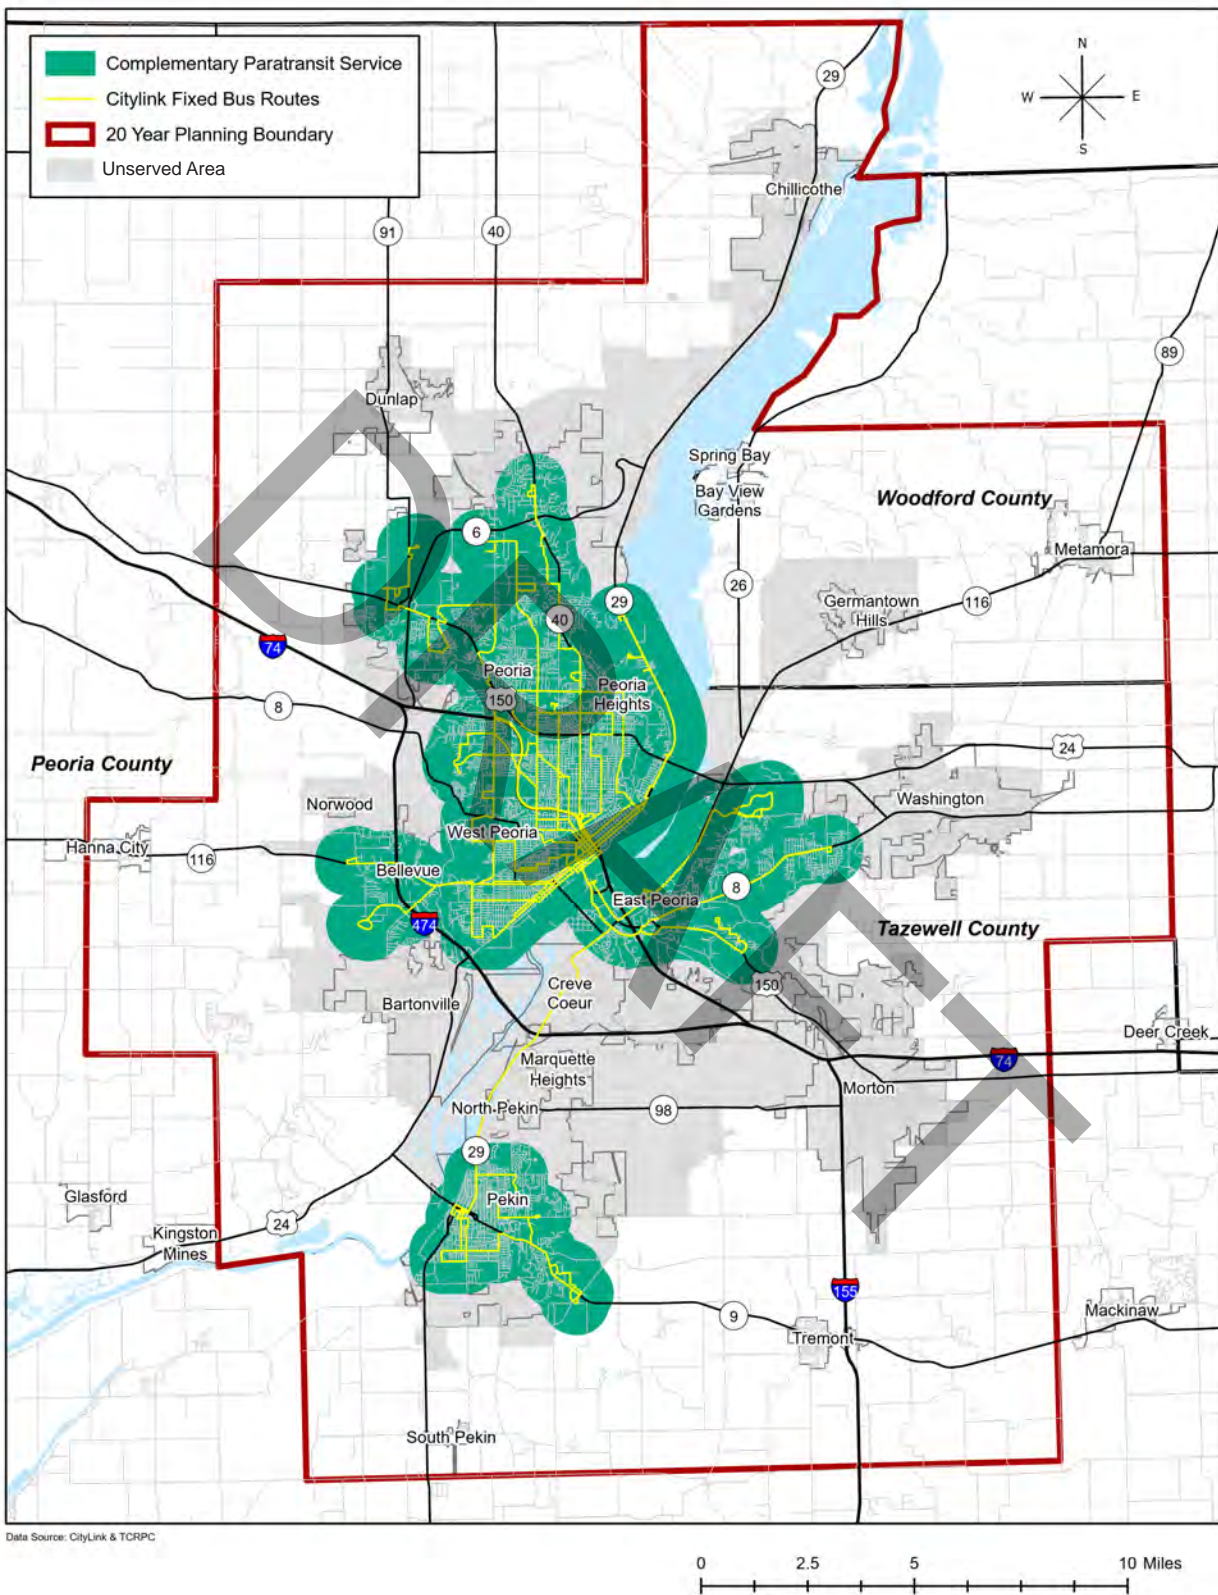 Complementary Paratransit Service
Citylink Fixed Bus Routes
20 Year Planning Boundary
Unserved Area
N
W E
S
29
Chillicothe
91
40
89
Dunlap
Spring Bay
Bay View
Gardens
Woodford County
6
Metamora
26
29
Germantown
Hills
116
40
74
Peoria
Peoria
Heights
150
8
24
Peoria County
Norwood
Washington
West Peoria
Hanna City
116
Bellevue
8
East Peoria
474
Tazewell County
Creve
Coeur
150
Bartonville
Deer Creek
Marquette
Heights
74
Morton
North Pekin
98
29
Glasford
Pekin
24
Kingston
Mines
155
Mackinaw
9
Tremont
South Pekin
DRAFT
Data Source: CityLink & TCRPC
0 2.5 5 10 Miles